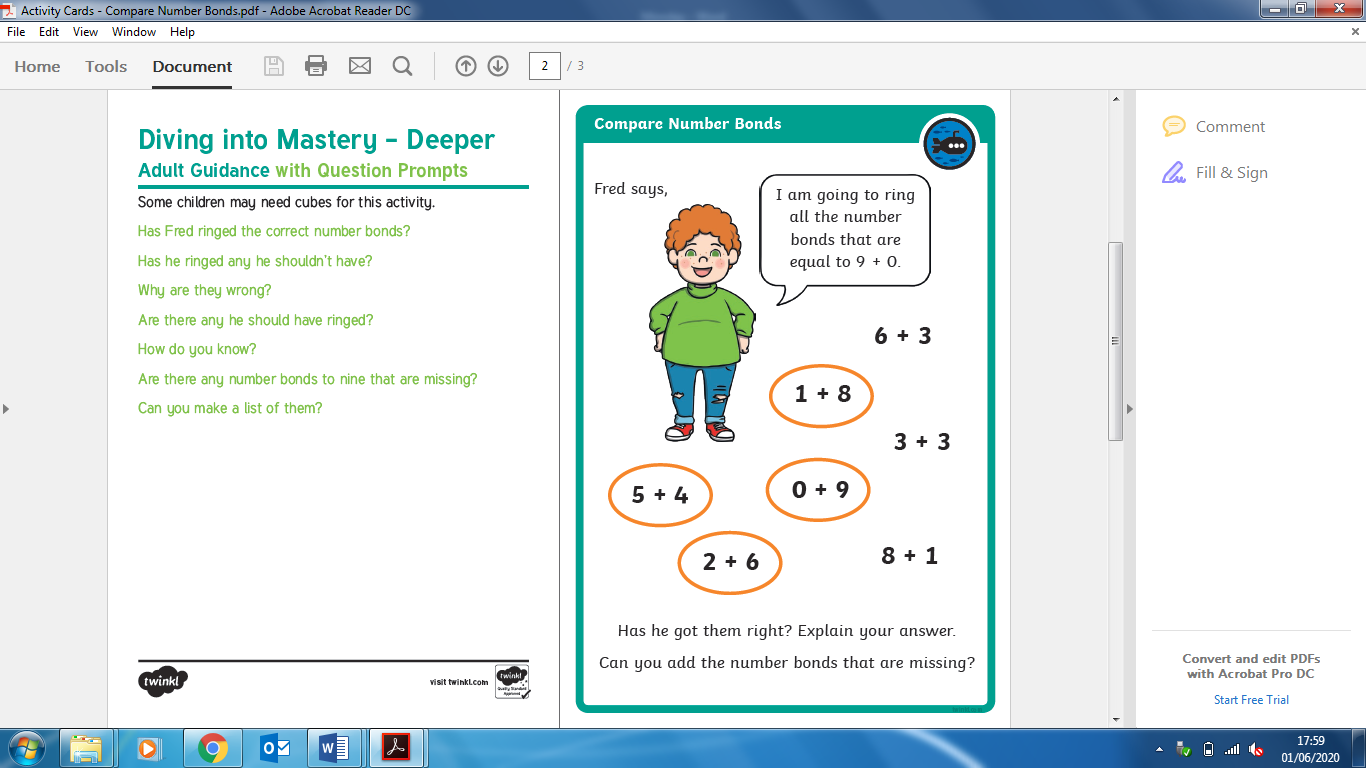 Activity Cards - Compare Number Bonds.pdf - Adobe Acrobat Reader DC
File Edit View Window Help
Home Tools Document 2 / 3
Diving into Mastery – Deeper
Adult Guidance with Question Prompts
Some children may need cubes for this activity.
Has Fred ringed the correct number bonds?
Has he ringed any he shouldn't have?
Why are they wrong?
Are there any he should have ringed?
How do you know?
Are there any number bonds to nine that are missing?
Can you make a list of them?
twinkl
visit twinkl.com
twinkl
Quality Standard
Approved
Compare Number Bonds
Fred says,
I am going to ring
all the number
bonds that are
equal to 9 + 0.
6 + 3
1 + 8
3 + 3
5 + 4
0 + 9
2 + 6
8 + 1
Has he got them right? Explain your answer.
Can you add the number bonds that are missing?
Comment
Fill & Sign
Convert and edit PDFs
with Acrobat Pro DC
Start Free Trial
17:59
01/06/2020